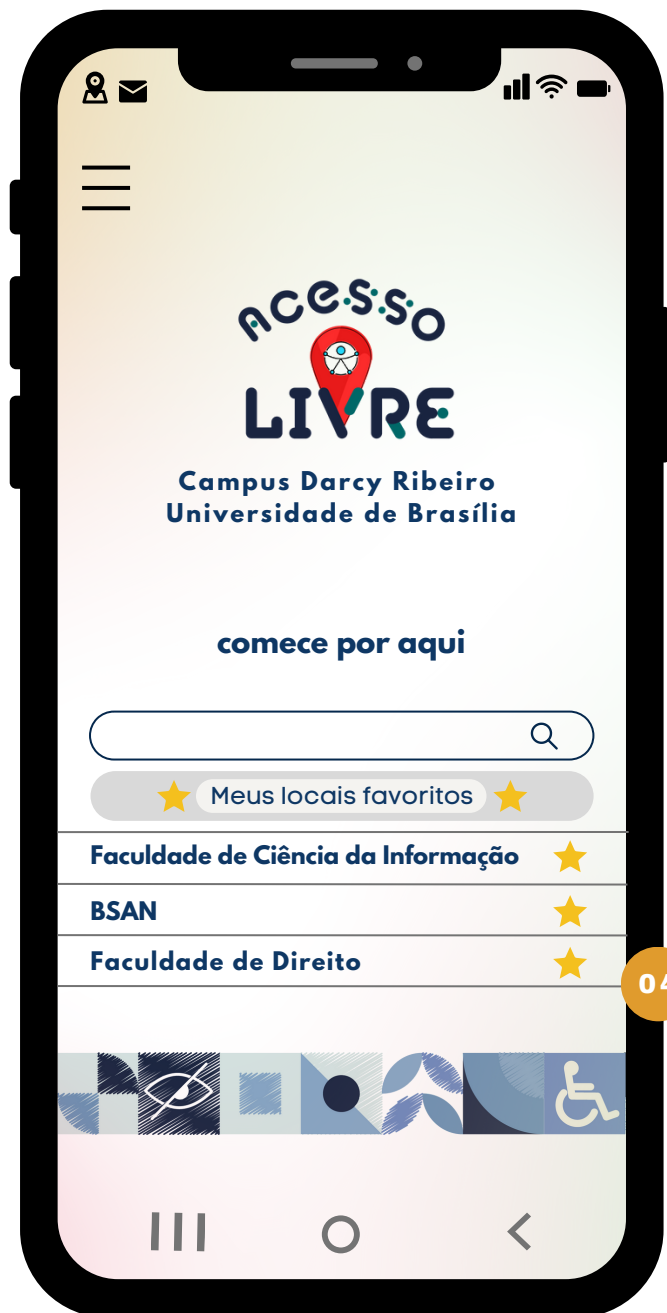 ACESSO
LIVRE
Campus Darcy Ribeiro
Universidade de Brasília
comece por aqui
Meus locais favoritos
Faculdade de Ciência da Informação
BSAN
Faculdade de Direito
04